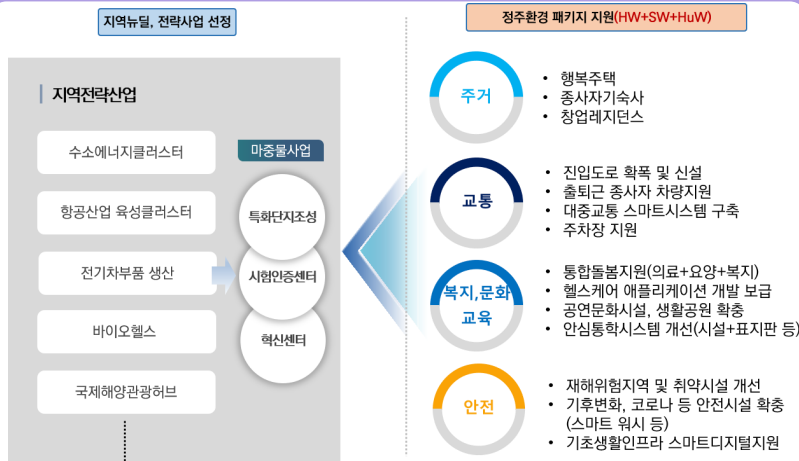 지역뉴딜, 전략사업 선정
정주환경 패키지 지원(HW+SW+HuW)
지역전략산업
수소에너지클러스터
항공산업 육성클러스터
전기차부품 생산
바이오헬스
국제해양관광허브
마중물사업
특화단지조성
시험인증센터
혁신센터
주거
• 행복주택
• 종사자기숙사
• 창업레지던스
교통
• 진입도로 확폭 및 신설
• 출퇴근 종사자 차량지원
• 대중교통 스마트시스템 구축
• 주차장 지원
복지,문화
교육
• 통합돌봄지원(의료+요양+복지)
• 헬스케어 애플리케이션 개발 보급
• 공연문화시설, 생활공원 확충
• 안심통학시스템 개선(시설+표지판 등)
안전
• 재해위험지역 및 취약시설 개선
• 기후변화, 코로나 등 안전시설 확충
(스마트 워시 등)
• 기초생활인프라 스마트디지털지원